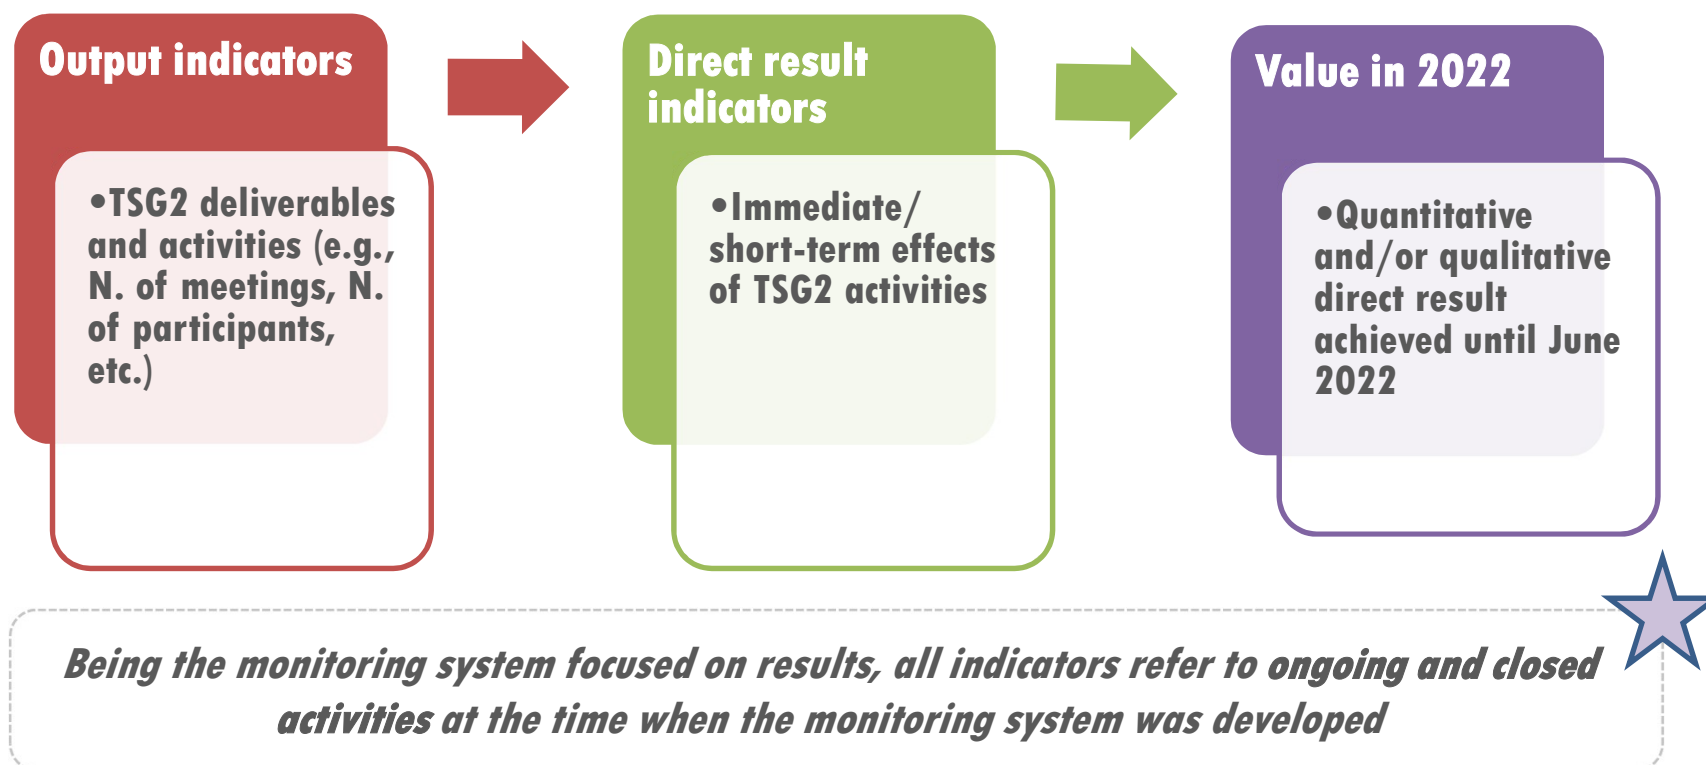 Output indicators
•TSG2 deliverables
and activities (e.g.,
N. of meetings, N.
of participants,
etc.)
Direct result
indicators
•Immediate/
short-term effects
of TSG2 activities
Value in 2022
•Quantitative
and/or qualitative
direct result
achieved until June
2022
Being the monitoring system focused on results, all indicators refer to ongoing and closed
activities at the time when the monitoring system was developed